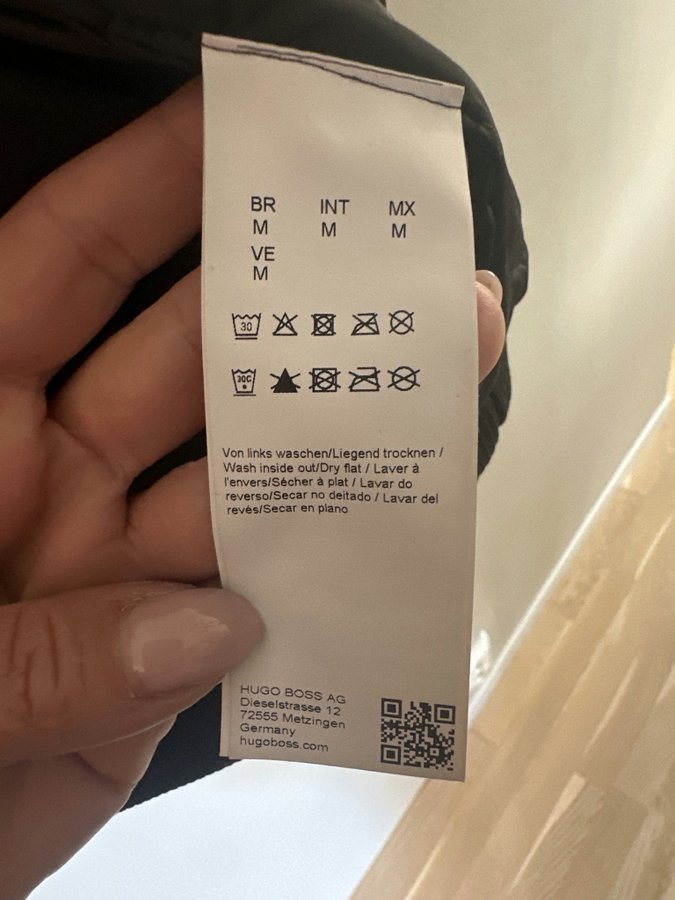 BR INT MX
M M M
VE
M
30
30C
Von links waschen/Liegend trocknen /
Wash inside out/Dry flat / Laver à
l'envers/Sécher à plat / Lavar do
reverso/Secar no deitado / Lavar del
revés/Secar en plano
HUGO BOSS AG
Dieselstrasse 12
72555 Metzingen
Germany
hugoboss.com